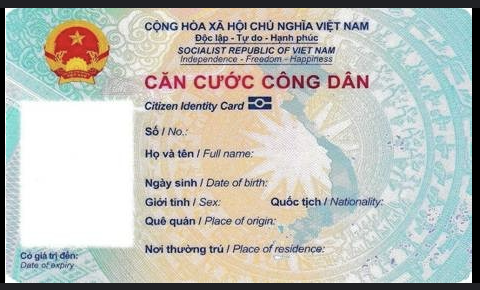 CỘNG HÒA XÃ HỘI CHỦ NGHĨA VIỆT NAM
Độc lập - Tự do - Hạnh phúc
SOCIALIST REPUBLIC OF VIET NAM
Independence - Freedom - Happiness
CĂN CƯỚC CÔNG DÂN
Citizen Identity Card
Số / No.:
Họ và tên / Full name:
Ngày sinh / Date of birth:
Giới tính / Sex: Quốc tịch / Nationality:
Quê quán / Place of origin:
Nơi thường trú / Place of residence:
Có giá trị đến:
Date of expiry